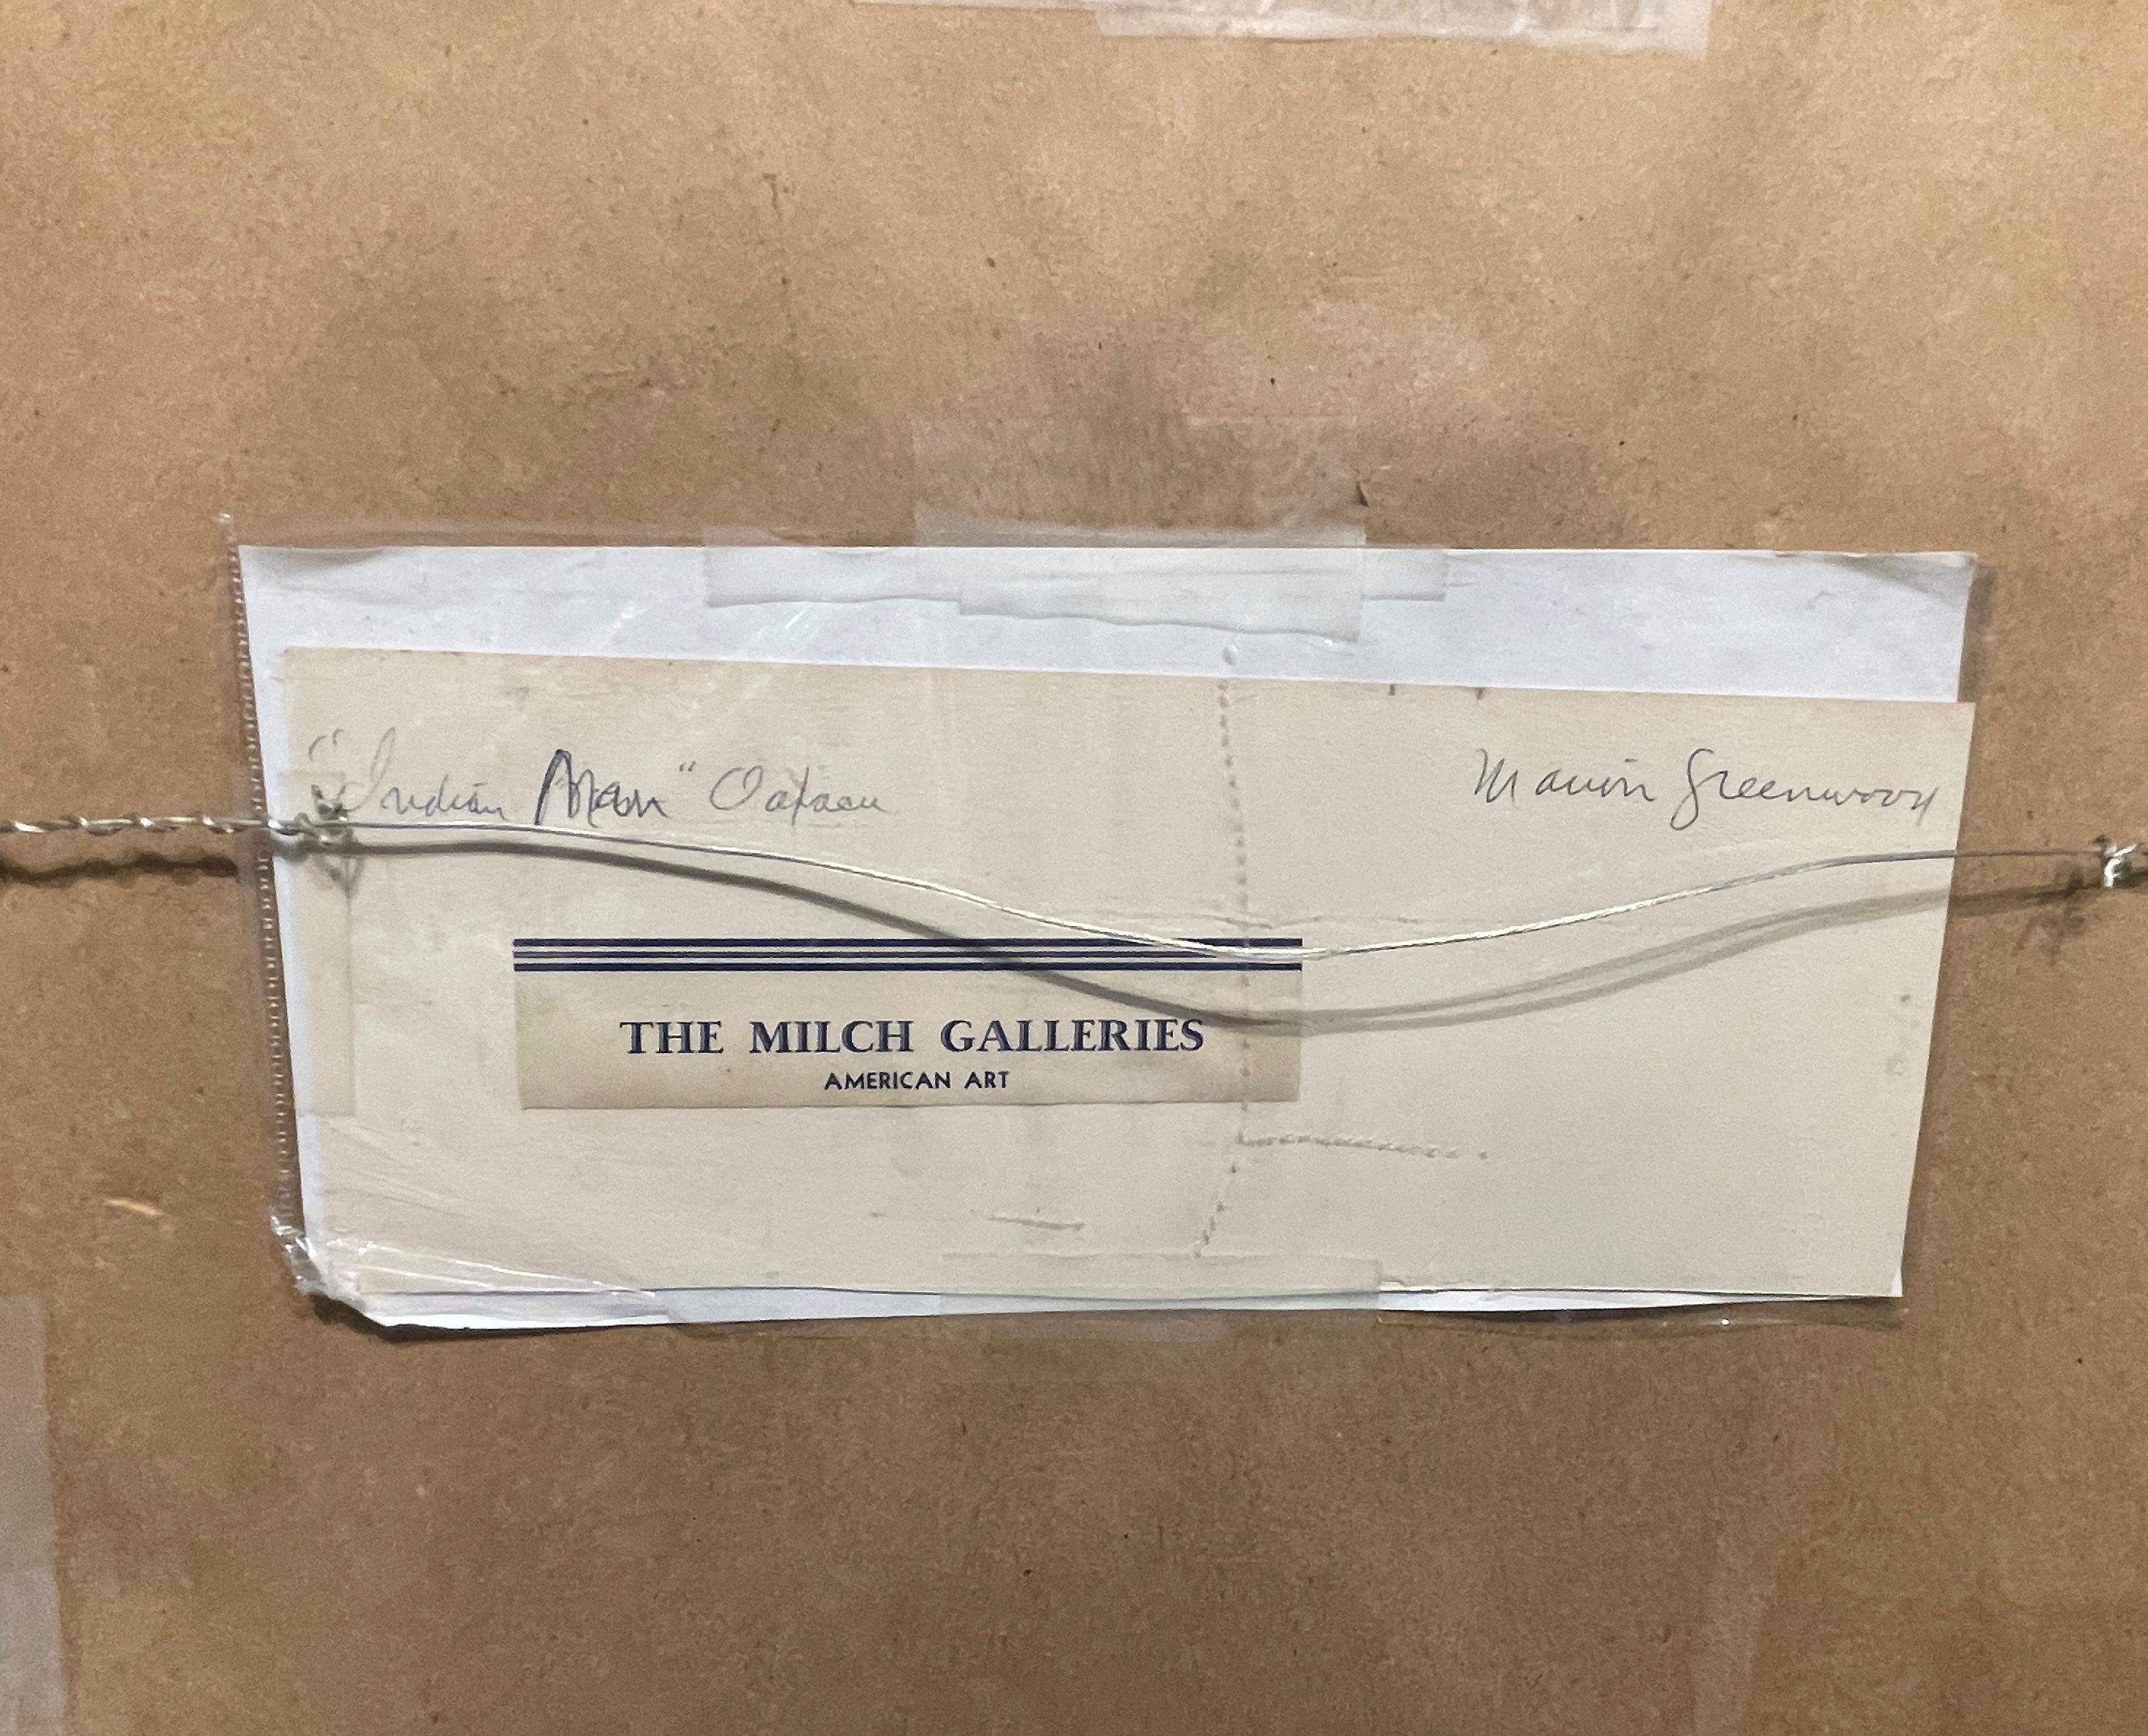 "Indian Man" Oaxaca Marion Greenwood
THE MILCH GALLERIES
AMERICAN ART